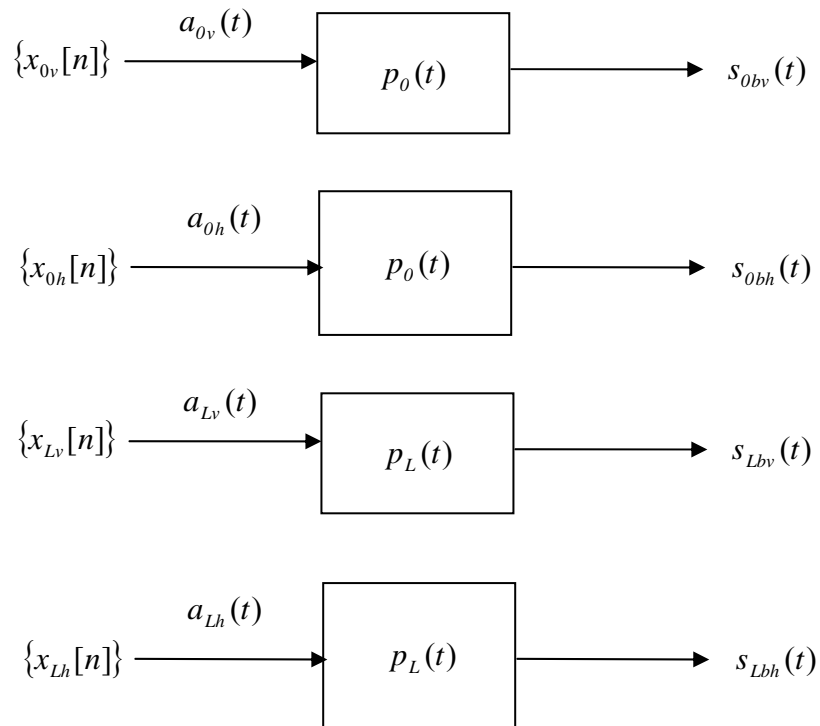 {x_{0v}[n]} a_{0v}(t) p_0(t) s_{0bv}(t)
{x_{0h}[n]} a_{0h}(t) p_0(t) s_{0bh}(t)
{x_{Lv}[n]} a_{Lv}(t) p_L(t) s_{Lbv}(t)
{x_{Lh}[n]} a_{Lh}(t) p_L(t) s_{Lbh}(t)